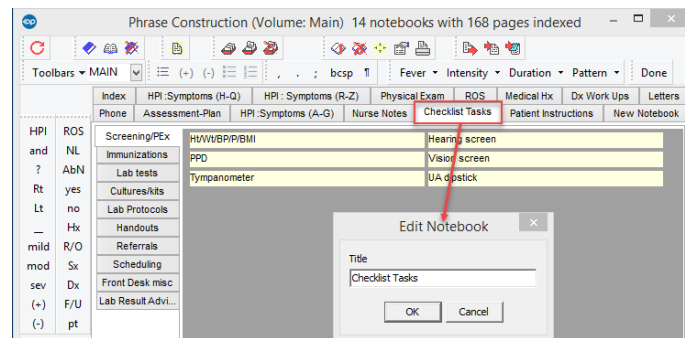 Phrase Construction (Volume: Main) 14 notebooks with 168 pages indexed
Toolbars MAIN (+) (-) , . ; bcsp ¶ Fever Intensity Duration Pattern Done
Index HPI :Symptoms (H-Q) HPI : Symptoms (R-Z) Physical Exam ROS Medical Hx Dx Work Ups Letters
Phone Assessment-Plan HPI :Symptoms (A-G) Nurse Notes Checklist Tasks Patient Instructions New Notebook
HPI ROS
and NL
? AbN
Rt yes
Lt no
_ Hx
mild R/O
mod Sx
sev Dx
(+) F/U
(-) pt
Screening/PEx
Immunizations
Lab tests
Cultures/kits
Lab Protocols
Handouts
Referrals
Scheduling
Front Desk misc
Lab Result Advi...
Ht/Wt/BP/P/BMI Hearing screen
PPD Vision screen
Tympanometer UA dipstick
Edit Notebook
Title
Checklist Tasks
OK Cancel